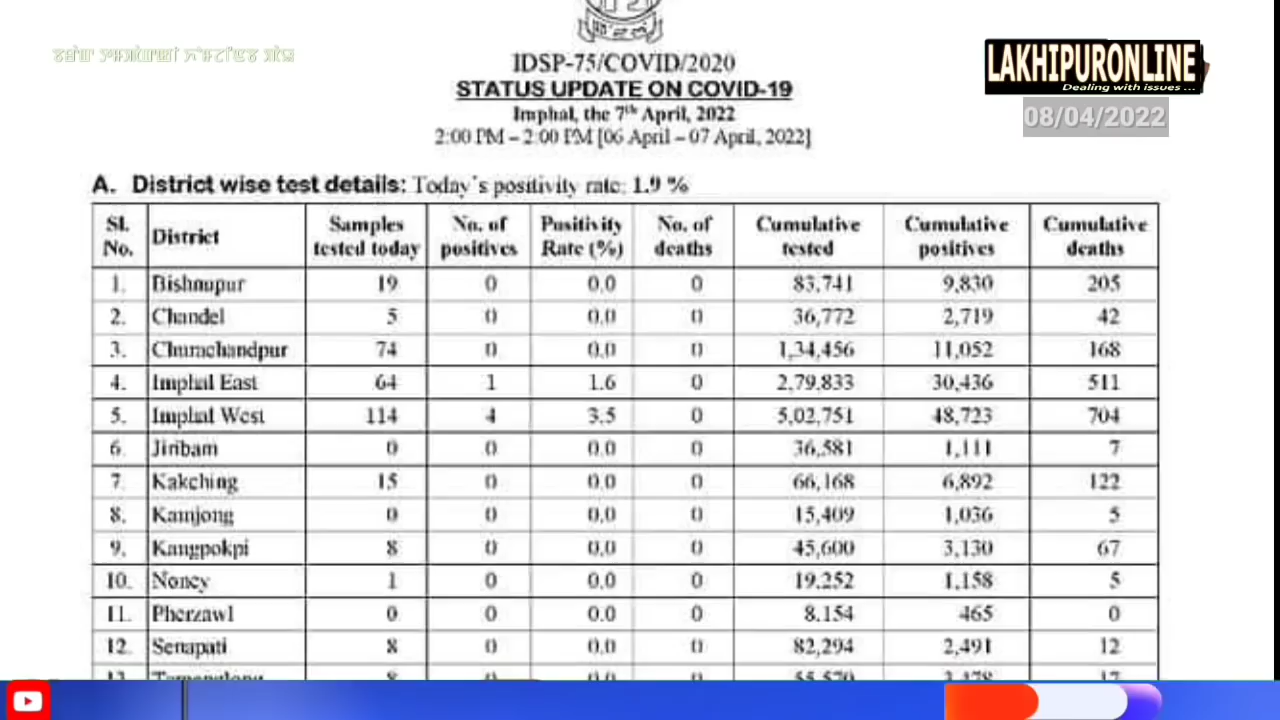 LAKHIPURONLINE
Dealing with issues ...
08/04/2022
IDSP-75/COVID/2020
STATUS UPDATE ON COVID-19
Imphal, the 7th April, 2022
2:00 PM – 2:00 PM [06 April – 07 April, 2022]
A. District wise test details: Today's positivity rate: 1.9 %
Sl. No. District Samples tested today No. of positives Positivity Rate (%) No. of deaths Cumulative tested Cumulative positives Cumulative deaths
1. Bishnupur 19 0 0.0 0 83,741 9,830 205
2. Chandel 5 0 0.0 0 36,772 2,719 42
3. Churachandpur 74 0 0.0 0 1,34,456 11,052 168
4. Imphal East 64 1 1.6 0 2,79,833 30,436 511
5. Imphal West 114 4 3.5 0 5,02,751 48,723 704
6. Jiribam 0 0 0.0 0 36,581 1,111 7
7. Kakching 15 0 0.0 0 66,168 6,892 122
8. Kamjong 0 0 0.0 0 15,409 1,036 5
9. Kangpokpi 8 0 0.0 0 45,600 3,130 67
10. Noney 1 0 0.0 0 19,252 1,158 5
11. Pherzawl 0 0 0.0 0 8,154 465 0
12. Senapati 8 0 0.0 0 82,294 2,491 12